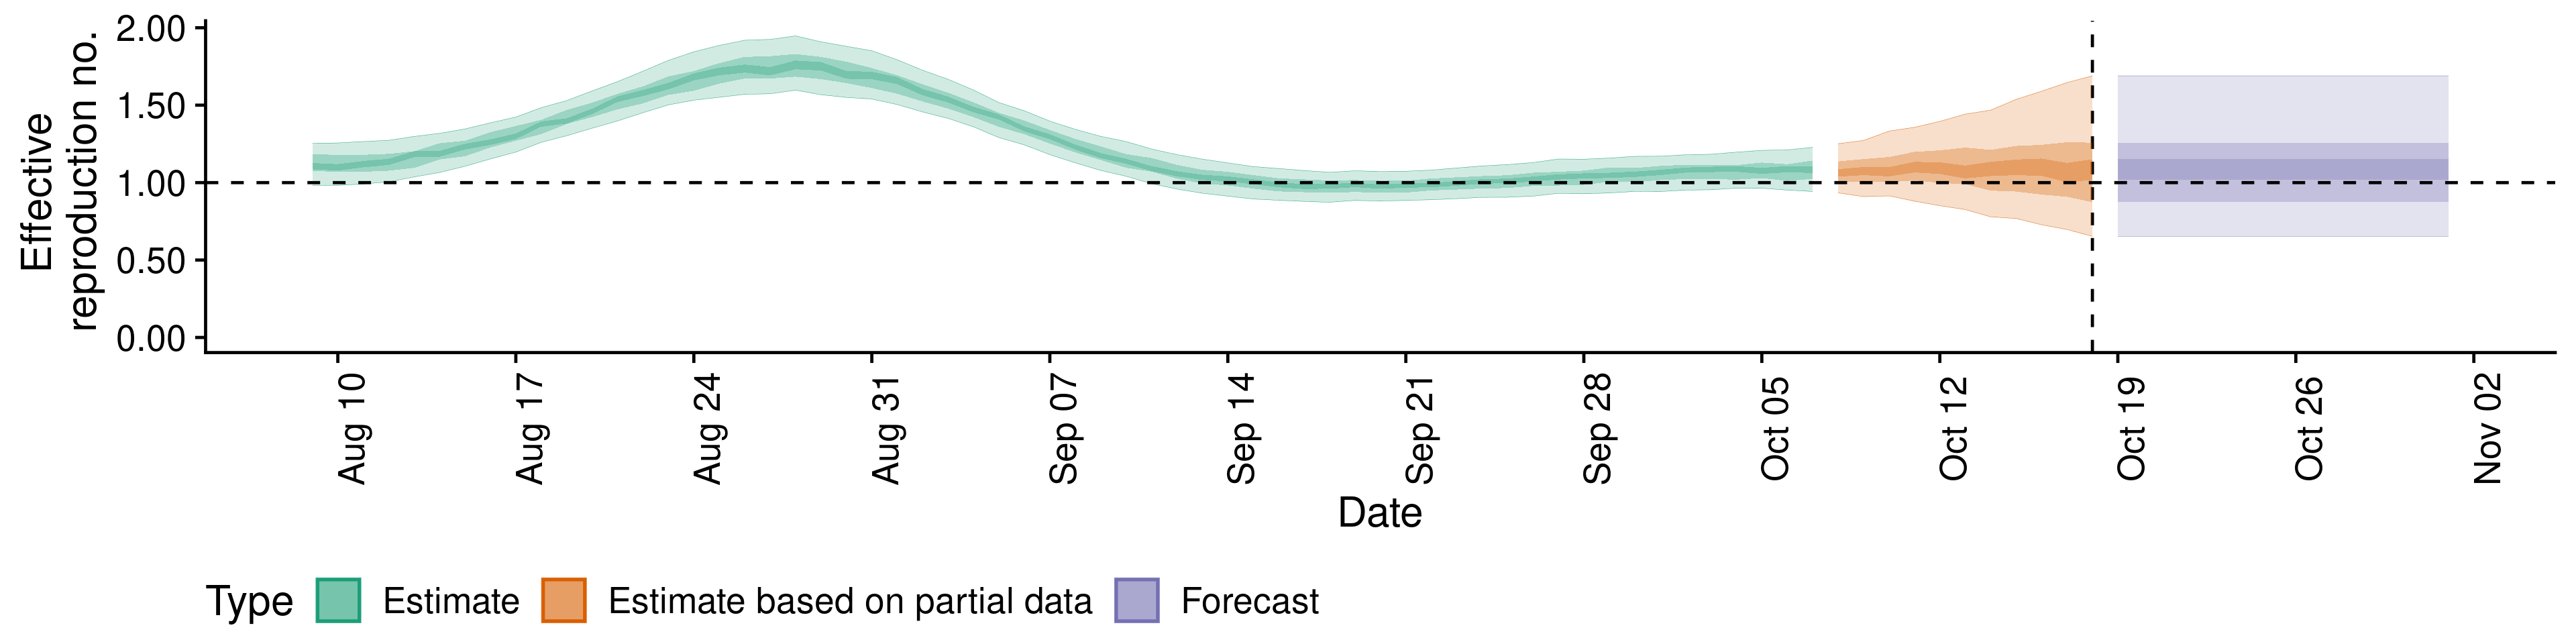 Effective
reproduction no.
2.00
1.50
1.00
0.50
0.00
Aug 10
Aug 17
Aug 24
Aug 31
Sep 07
Sep 14
Sep 21
Sep 28
Oct 05
Oct 12
Oct 19
Oct 26
Nov 02
Date
Type Estimate Estimate based on partial data Forecast